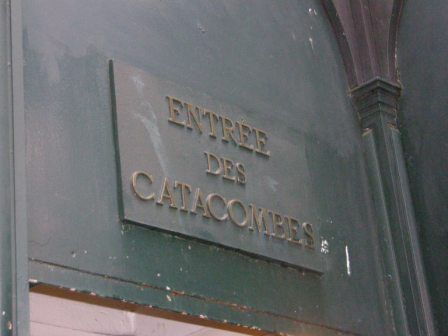 ENTRÉE
DES
CATACOMBES